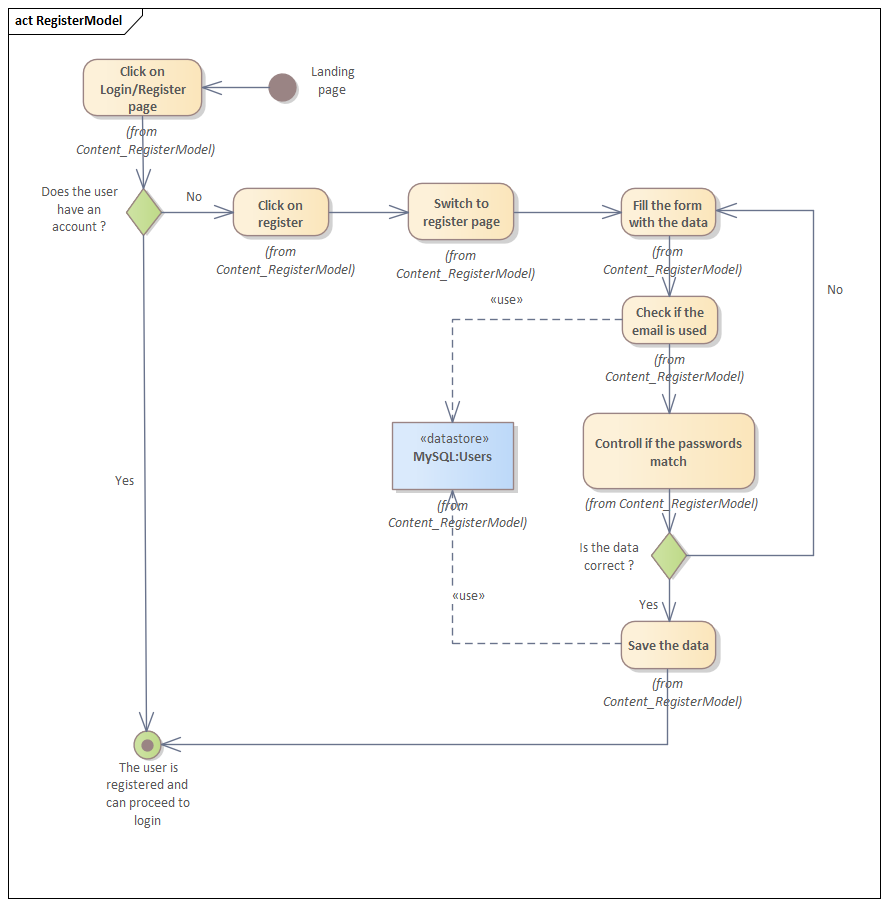 act RegisterModel
Click on
Login/Register
page
Landing
page
(from
Content_RegisterModel)
Does the user
have an
account ?
No
Click on
register
(from
Content_RegisterModel)
Switch to
register page
(from
Content_RegisterModel)
Fill the form
with the data
(from
Content_RegisterModel)
No
«use»
Check if the
email is used
(from
Content_RegisterModel)
«datastore»
MySQL:Users
(from
Content_RegisterModel)
Controll if the passwords
match
(from Content_RegisterModel)
Yes
Is the data
correct ?
«use»
Yes
Save the data
(from
Content_RegisterModel)
The user is
registered and
can proceed to
login